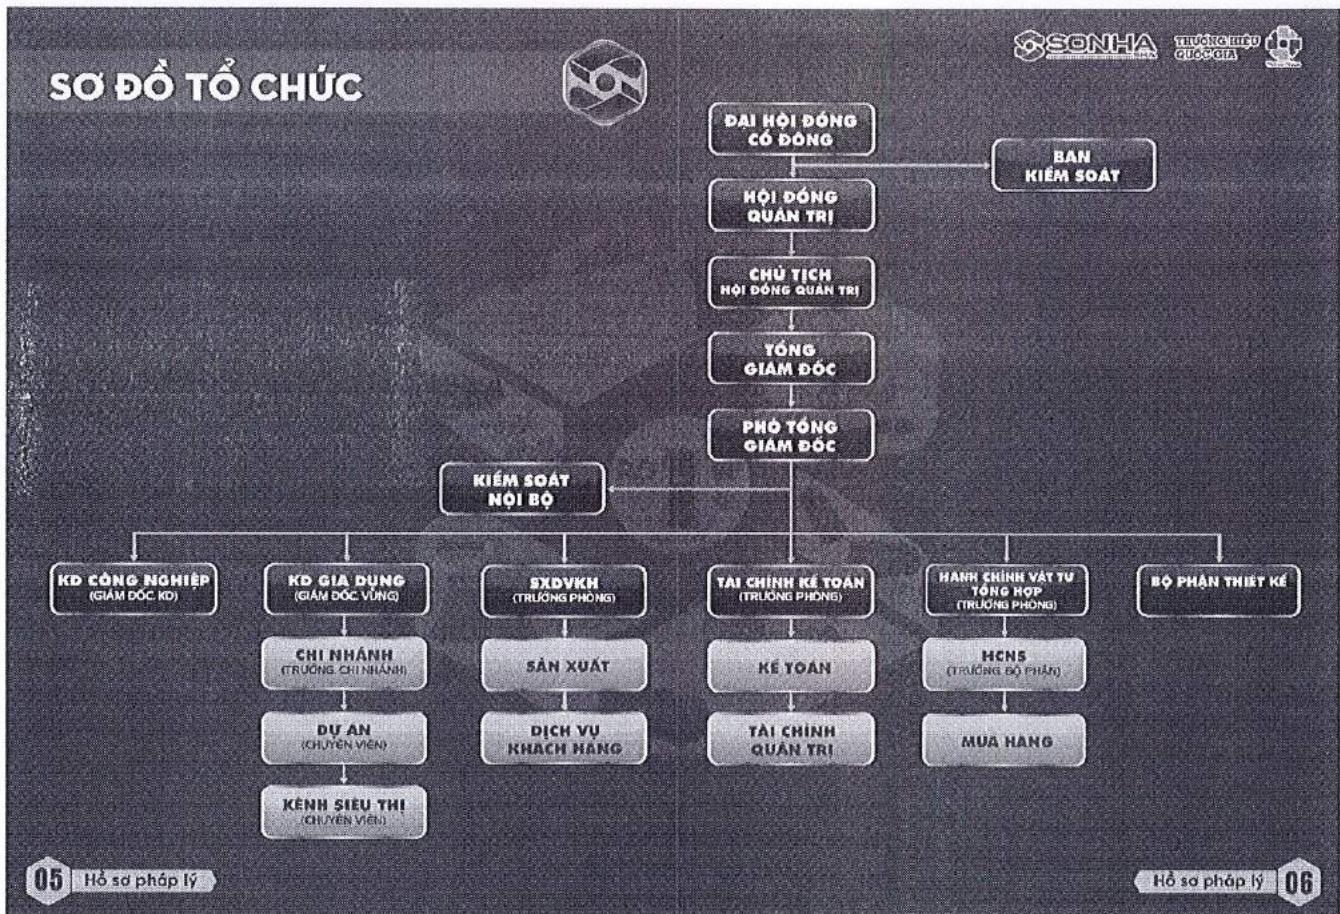 SƠ ĐỒ TỔ CHỨC
SONHA
THƯƠNG HIỆU
QUỐC GIA
ĐẠI HỘI ĐỒNG
CỔ ĐÔNG
BAN
KIỂM SOÁT
HỘI ĐỒNG
QUẢN TRỊ
CHỦ TỊCH
HỘI ĐỒNG QUẢN TRỊ
TỔNG
GIÁM ĐỐC
PHÓ TỔNG
GIÁM ĐỐC
KIỂM SOÁT
NỘI BỘ
KD CÔNG NGHIỆP
(GIÁM ĐỐC KD)
KD GIA DỤNG
(GIÁM ĐỐC VÙNG)
SXDVKH
(TRƯỞNG PHÒNG)
TÀI CHÍNH KẾ TOÁN
(TRƯỞNG PHÒNG)
HÀNH CHÍNH VẬT TƯ
TỔNG HỢP
(TRƯỞNG PHÒNG)
BỘ PHẬN THIẾT KẾ
CHI NHÁNH
(TRƯỞNG CHI NHÁNH)
SẢN XUẤT
KẾ TOÁN
HCNS
(TRƯỞNG BỘ PHẬN)
DỰ ÁN
(CHUYÊN VIÊN)
DỊCH VỤ
KHÁCH HÀNG
TÀI CHÍNH
QUẢN TRỊ
MUA HÀNG
KÊNH SIÊU THỊ
(CHUYÊN VIÊN)
05 Hồ sơ pháp lý
Hồ sơ pháp lý 06